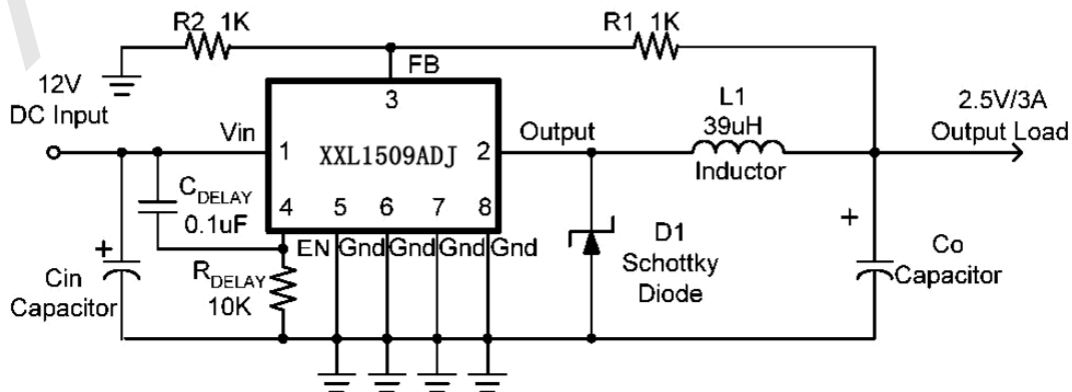 R2 1K
R1 1K
FB
12V
DC Input
3
L1
39uH
2.5V/3A
Output Load
Vin
1
XXL1509ADJ
2
Output
Inductor
C DELAY
0.1uF
4
5
6
7
8
EN
Gnd
Gnd
Gnd
Gnd
+
Cin
Capacitor
R DELAY
10K
D1
Schottky
Diode
+
Co
Capacitor